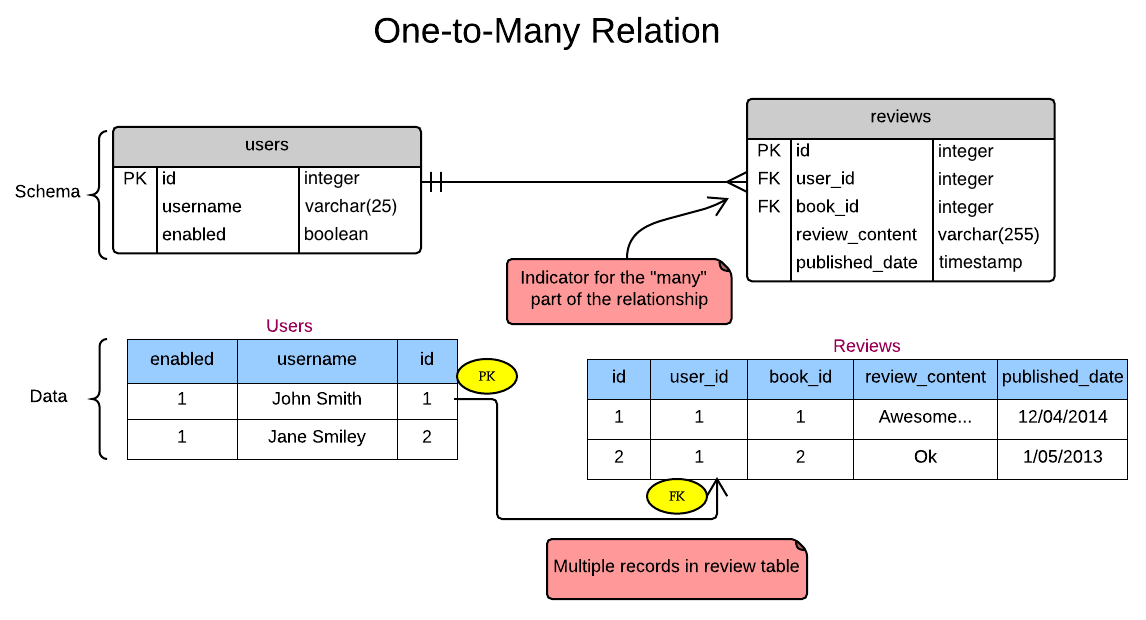 One-to-Many Relation
Schema
users
PK id integer
username varchar(25)
enabled boolean
reviews
PK id integer
FK user_id integer
FK book_id integer
review_content varchar(255)
published_date timestamp
Indicator for the "many"
part of the relationship
Data
Users
enabled username id
1 John Smith 1
1 Jane Smiley 2
PK
Reviews
id user_id book_id review_content published_date
1 1 1 Awesome... 12/04/2014
2 1 2 Ok 1/05/2013
FK
Multiple records in review table